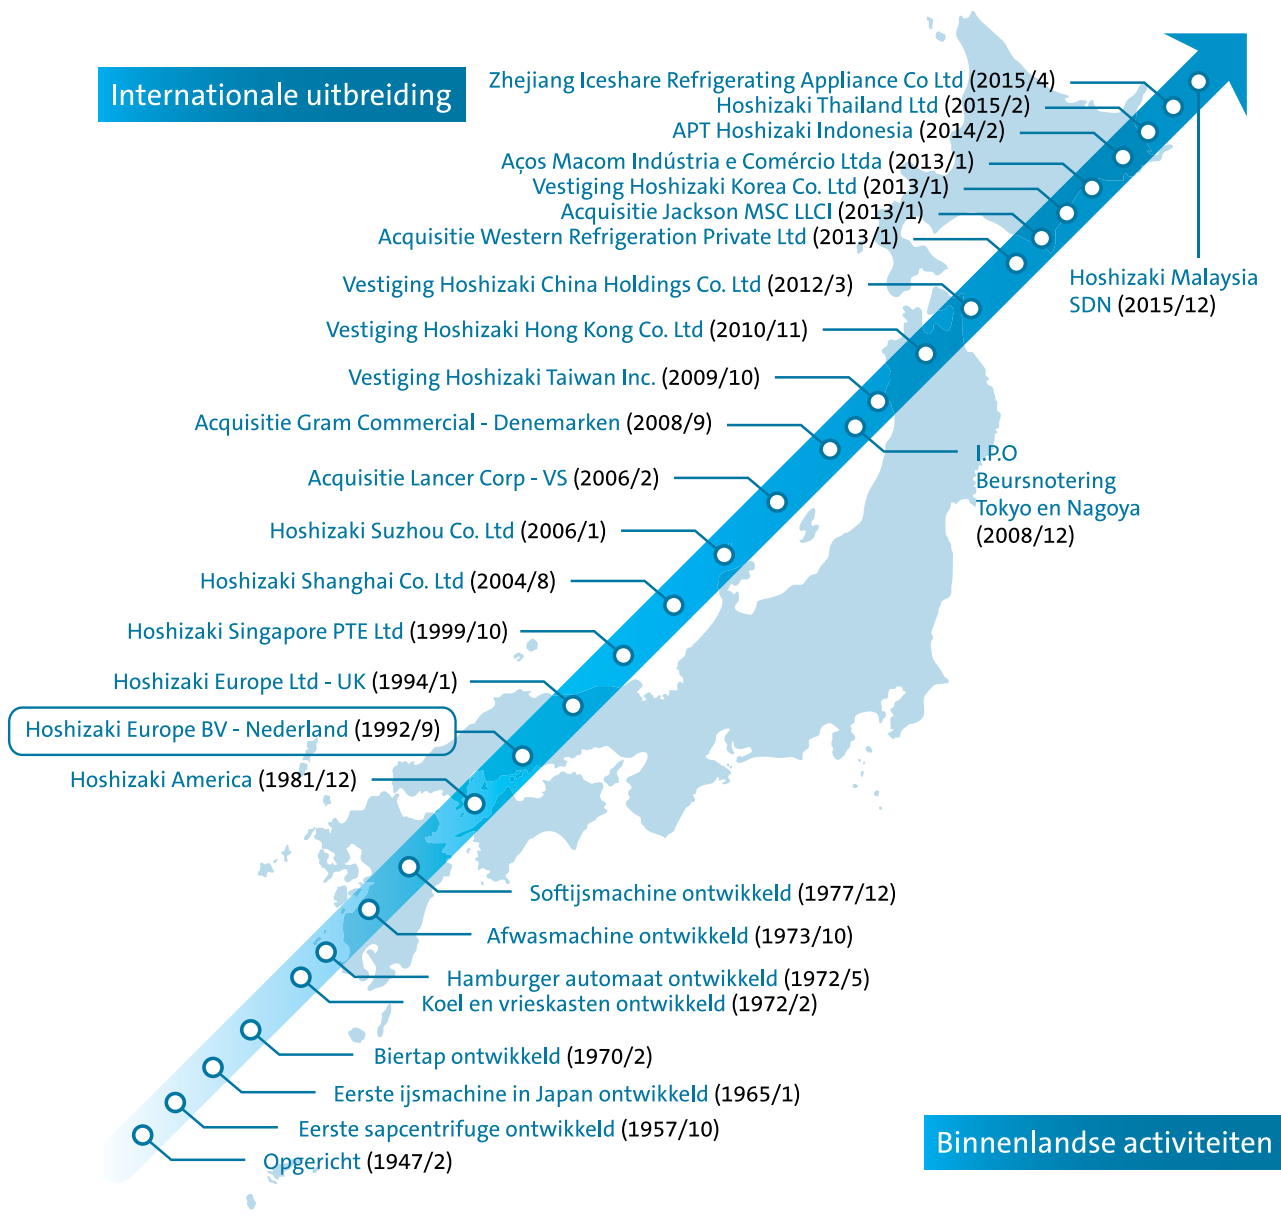 Internationale uitbreiding
Zhejiang Iceshare Refrigerating Appliance Co Ltd (2015/4)
Hoshizaki Thailand Ltd (2015/2)
APT Hoshizaki Indonesia (2014/2)
Aços Macom Indústria e Comércio Ltda (2013/1)
Vestiging Hoshizaki Korea Co. Ltd (2013/1)
Acquisitie Jackson MSC LLCI (2013/1)
Acquisitie Western Refrigeration Private Ltd (2013/1)
Hoshizaki Malaysia
SDN (2015/12)
Vestiging Hoshizaki China Holdings Co. Ltd (2012/3)
Vestiging Hoshizaki Hong Kong Co. Ltd (2010/11)
Vestiging Hoshizaki Taiwan Inc. (2009/10)
Acquisitie Gram Commercial - Denemarken (2008/9)
I.P.O
Beursnotering
Tokyo en Nagoya
(2008/12)
Acquisitie Lancer Corp - VS (2006/2)
Hoshizaki Suzhou Co. Ltd (2006/1)
Hoshizaki Shanghai Co. Ltd (2004/8)
Hoshizaki Singapore PTE Ltd (1999/10)
Hoshizaki Europe Ltd - UK (1994/1)
Hoshizaki Europe BV - Nederland (1992/9)
Hoshizaki America (1981/12)
Softijsmachine ontwikkeld (1977/12)
Afwasmachine ontwikkeld (1973/10)
Hamburger automaat ontwikkeld (1972/5)
Koel en vrieskasten ontwikkeld (1972/2)
Biertap ontwikkeld (1970/2)
Eerste ijsmachine in Japan ontwikkeld (1965/1)
Eerste sapcentrifuge ontwikkeld (1957/10)
Opgericht (1947/2)
Binnenlandse activiteiten